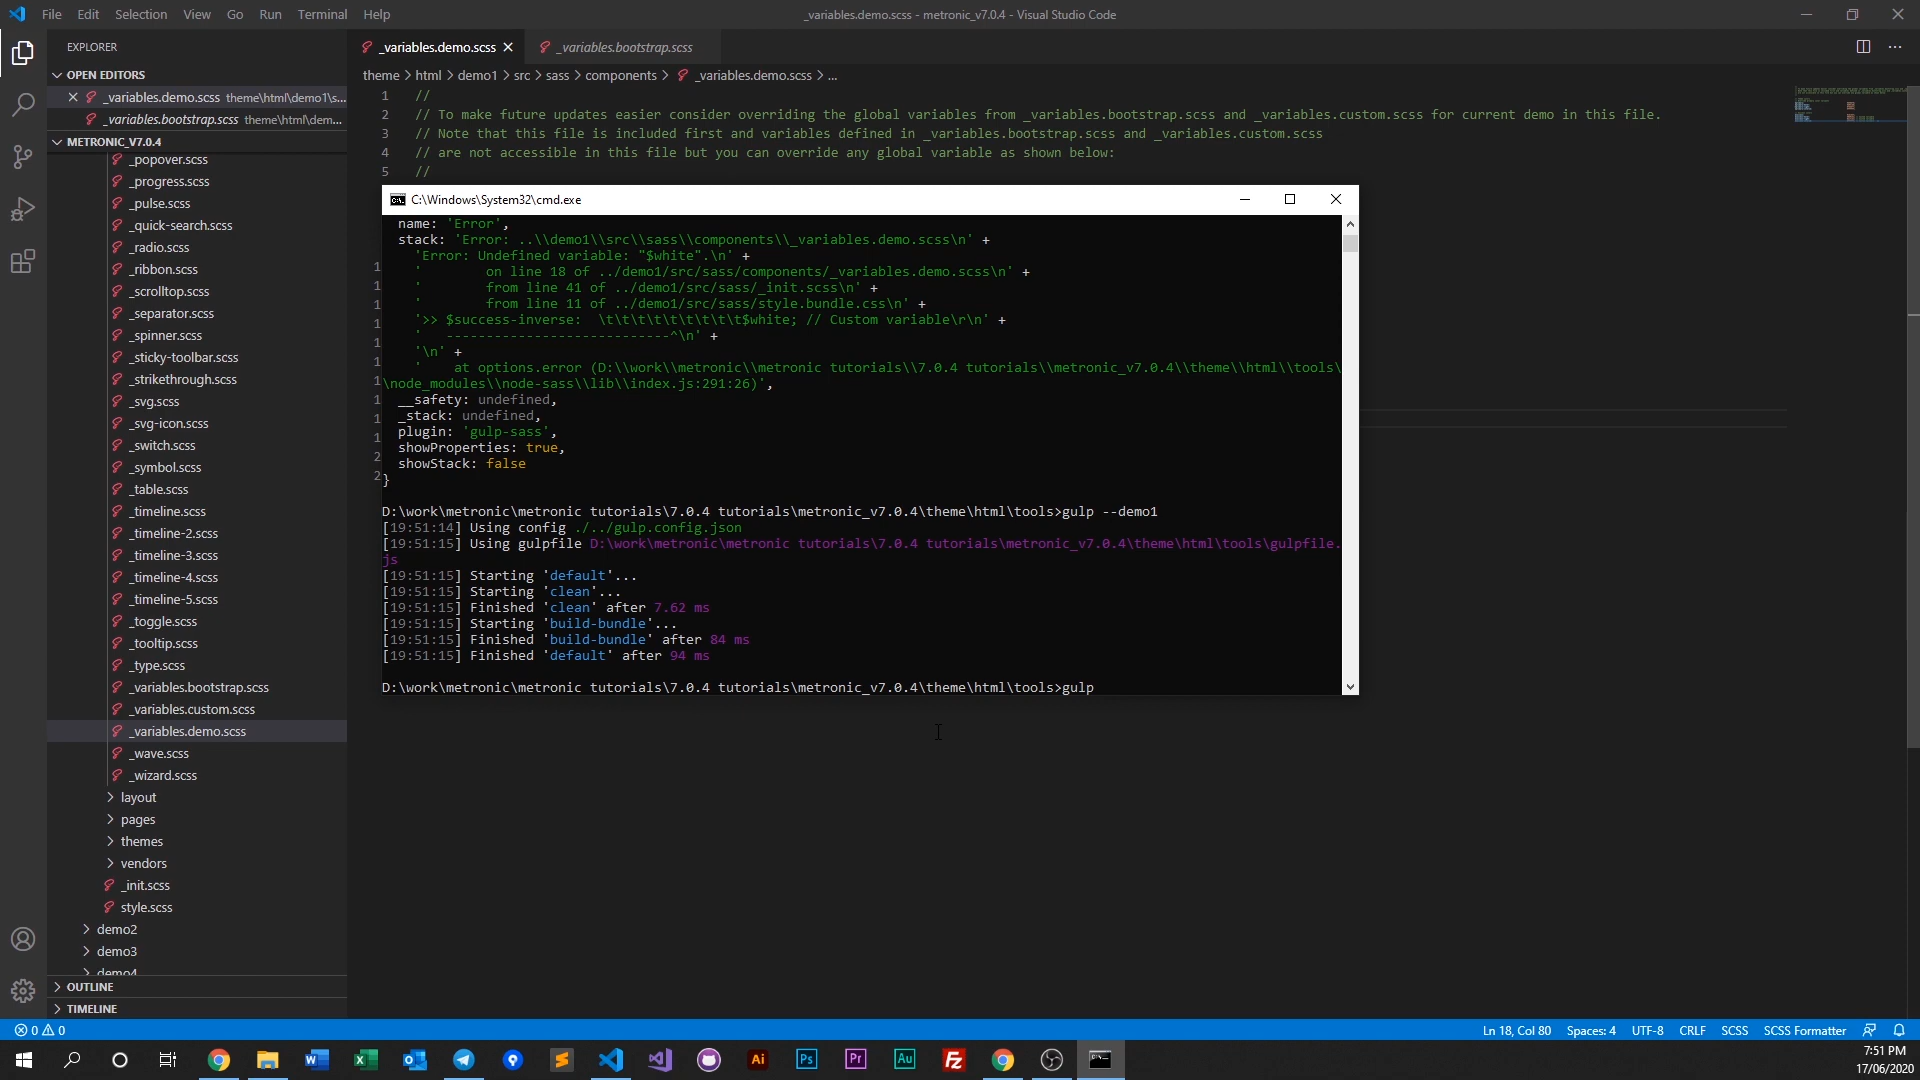 File Edit Selection View Go Run Terminal Help
_variables.demo.scss - metronic_v7.0.4 - Visual Studio Code
EXPLORER
OPEN EDITORS
_variables.demo.scss theme\html\demo1\s...
_variables.bootstrap.scss theme\html\dem...
METRONIC_V7.0.4
_popover.scss
_progress.scss
_pulse.scss
_quick-search.scss
_radio.scss
_ribbon.scss
_scrolltop.scss
_separator.scss
_spinner.scss
_sticky-toolbar.scss
_strikethrough.scss
_svg.scss
_svg-icon.scss
_switch.scss
_symbol.scss
_table.scss
_timeline.scss
_timeline-2.scss
_timeline-3.scss
_timeline-4.scss
_timeline-5.scss
_toggle.scss
_tooltip.scss
_type.scss
_variables.bootstrap.scss
_variables.custom.scss
_variables.demo.scss
_wave.scss
_wizard.scss
layout
pages
themes
vendors
_init.scss
style.scss
demo2
demo3
demo4
OUTLINE
TIMELINE
_variables.demo.scss
_variables.bootstrap.scss
theme > html > demo1 > src > sass > components > _variables.demo.scss > ...
1 //
2 // To make future updates easier consider overriding the global variables from _variables.bootstrap.scss and _variables.custom.scss for current demo in this file.
3 // Note that this file is included first and variables defined in _variables.bootstrap.scss and _variables.custom.scss
4 // are not accessible in this file but you can override any global variable as shown below:
5 //
C:\Windows\System32\cmd.exe
name: 'Error',
stack: 'Error: ..\\demo1\\src\\sass\\components\\_variables.demo.scss\n' +
'Error: Undefined variable: "$white".\n' +
' on line 18 of ../demo1/src/sass/components/_variables.demo.scss\n' +
' from line 41 of ../demo1/src/sass/_init.scss\n' +
' from line 11 of ../demo1/src/sass/style.bundle.css\n' +
'>> $success-inverse: \t\t\t\t\t\t\t\t\t$white; // Custom variable\r\n' +
' ----------------------------^\n' +
'\n' +
' at options.error (D:\\work\\metronic\\metronic tutorials\\7.0.4 tutorials\\metronic_v7.0.4\\theme\\html\\tools\
\node_modules\\node-sass\\lib\\index.js:291:26)',
__safety: undefined,
_stack: undefined,
plugin: 'gulp-sass',
showProperties: true,
showStack: false
}
D:\work\metronic\metronic tutorials\7.0.4 tutorials\metronic_v7.0.4\theme\html\tools>gulp --demo1
[19:51:14] Using config ./../gulp.config.json
[19:51:15] Using gulpfile D:\work\metronic\metronic tutorials\7.0.4 tutorials\metronic_v7.0.4\theme\html\tools\gulpfile.
js
[19:51:15] Starting 'default'...
[19:51:15] Starting 'clean'...
[19:51:15] Finished 'clean' after 7.62 ms
[19:51:15] Starting 'build-bundle'...
[19:51:15] Finished 'build-bundle' after 84 ms
[19:51:15] Finished 'default' after 94 ms
D:\work\metronic\metronic tutorials\7.0.4 tutorials\metronic_v7.0.4\theme\html\tools>gulp
0 0
Ln 18, Col 80 Spaces: 4 UTF-8 CRLF SCSS SCSS Formatter
Ai Ps Pr Au Fz
7:51 PM
17/06/2020